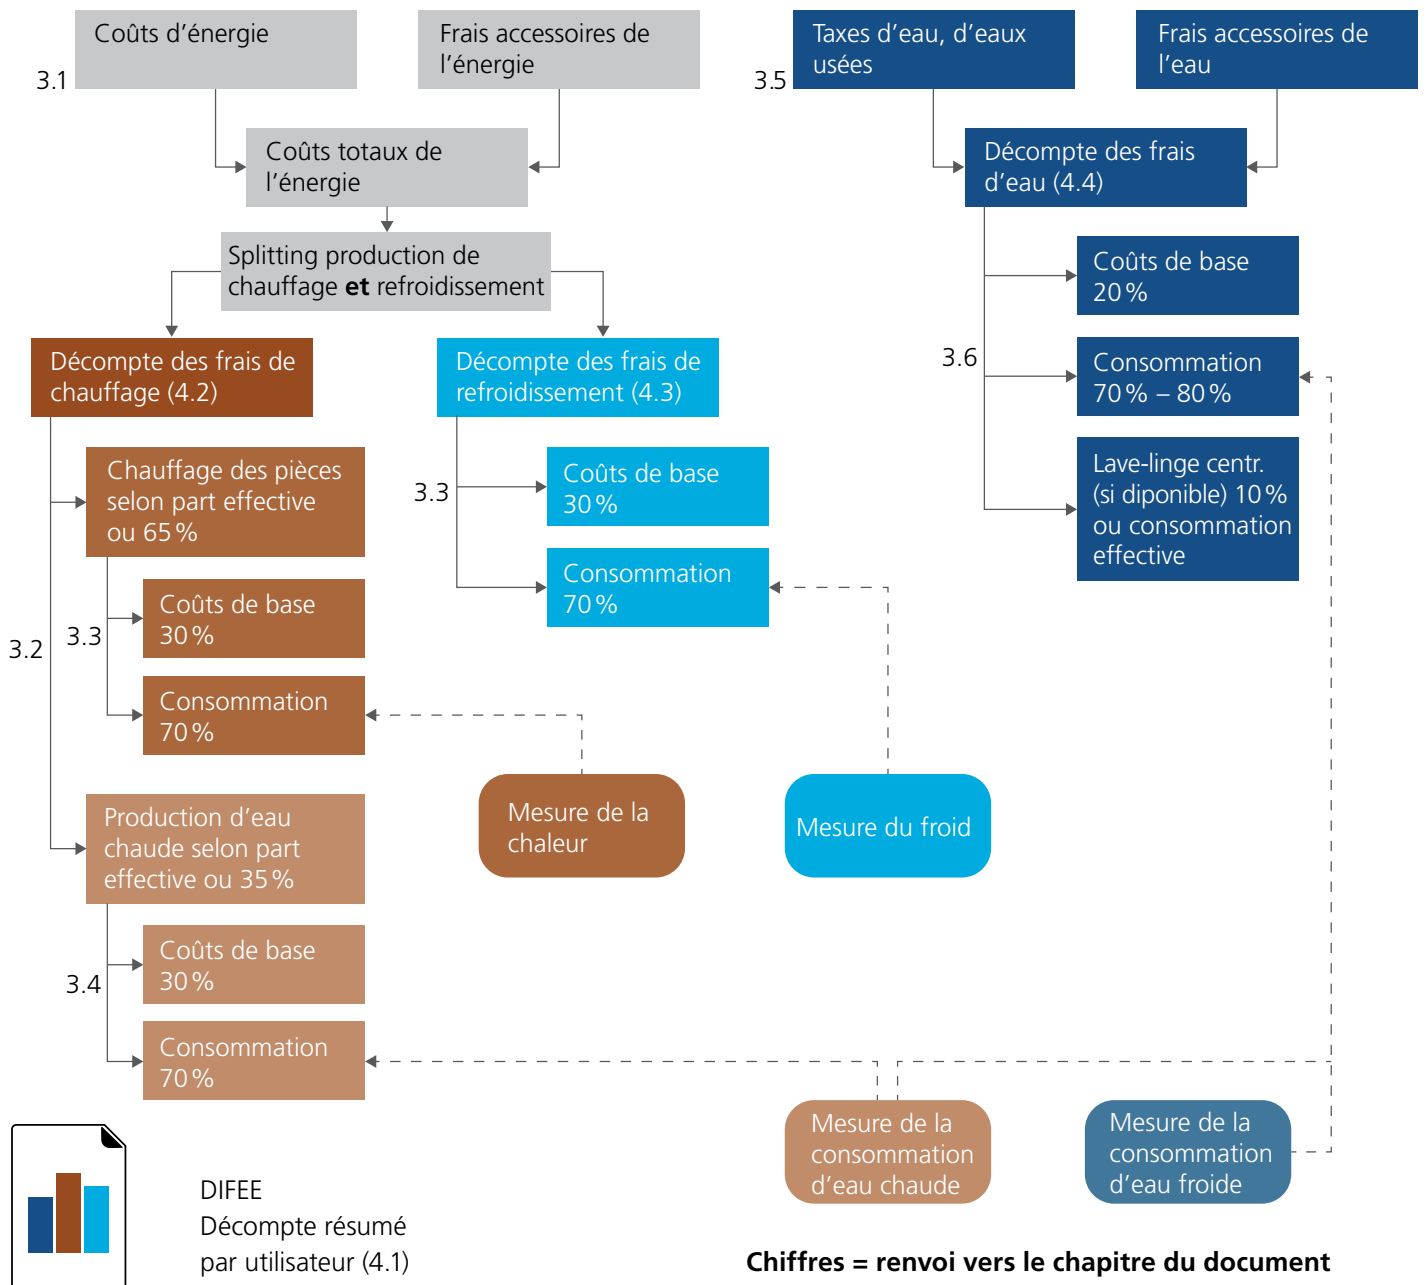 Coûts d’énergie
Frais accessoires de
l’énergie
3.1
Coûts totaux de
l’énergie
Splitting production de
chauffage et refroidissement
Décompte des frais de
chauffage (4.2)
Chauffage des pièces
selon part effective
ou 65 %
3.2
3.3
Coûts de base
30 %
Consommation
70 %
Production d’eau
chaude selon part
effective ou 35 %
3.4
Coûts de base
30 %
Consommation
70 %
Décompte des frais de
refroidissement (4.3)
3.3
Coûts de base
30 %
Consommation
70 %
Mesure de la
chaleur
Mesure du froid
Taxes d’eau, d’eaux
usées
Frais accessoires de
l’eau
3.5
Décompte des frais
d’eau (4.4)
3.6
Coûts de base
20 %
Consommation
70 % – 80 %
Lave-linge centr.
(si diponible) 10 %
ou consommation
effective
Mesure de la
consommation
d’eau chaude
Mesure de la
consommation
d’eau froide
DIFEE
Décompte résumé
par utilisateur (4.1)
Chiffres = renvoi vers le chapitre du document